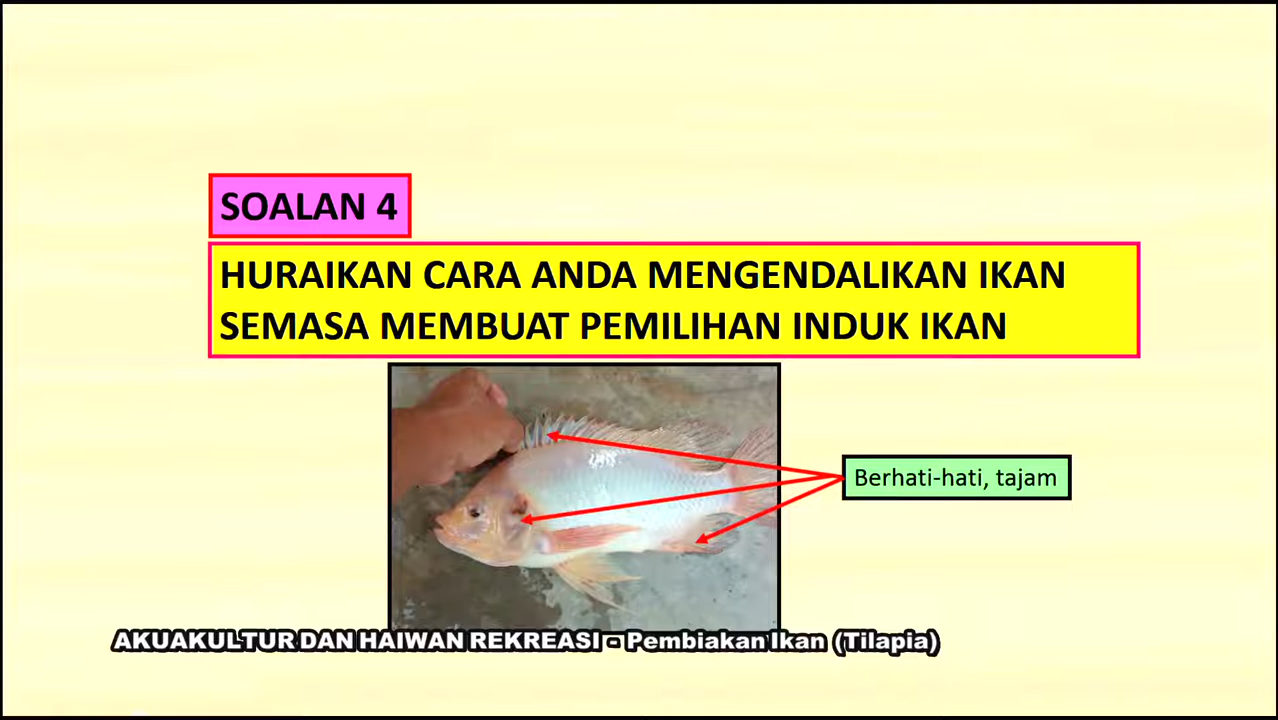 SOALAN 4
HURAIKAN CARA ANDA MENGENDALIKAN IKAN
SEMASA MEMBUAT PEMILIHAN INDUK IKAN
Berhati-hati, tajam
AKUAKULTUR DAN HAIWAN REKREASI - Pembiakan Ikan (Tilapia)